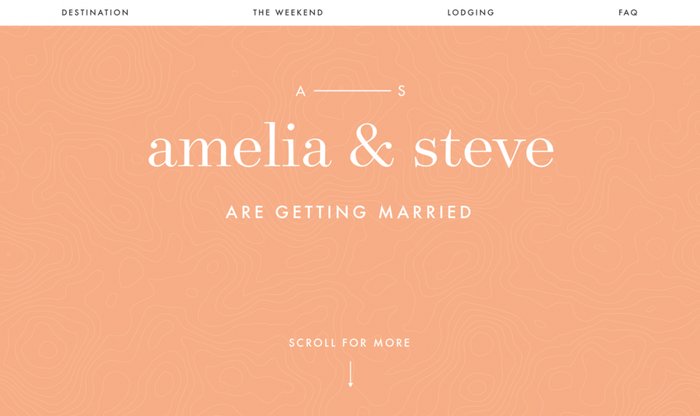 DESTINATION THE WEEKEND LODGING FAQ
A S
amelia & steve
ARE GETTING MARRIED
SCROLL FOR MORE